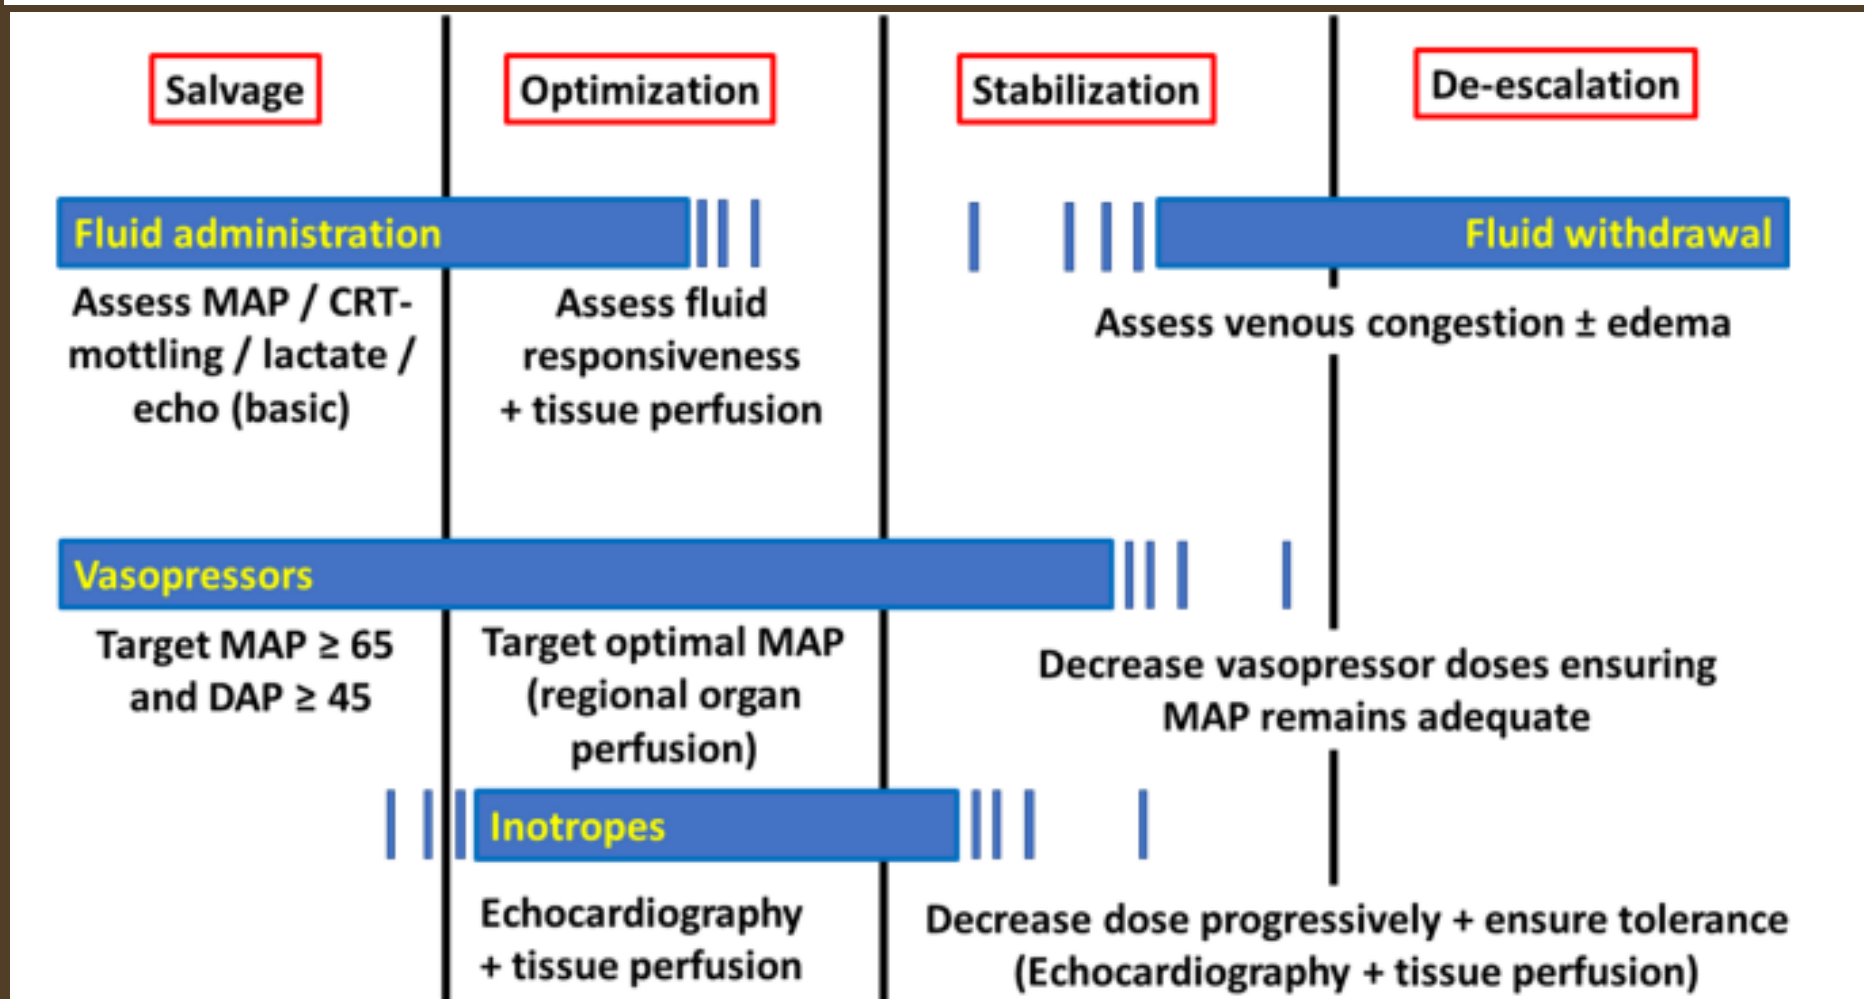 Salvage
Optimization
Stabilization
De-escalation
Fluid administration
Fluid withdrawal
Assess MAP / CRT-
mottling / lactate /
echo (basic)
Assess fluid
responsiveness
+ tissue perfusion
Assess venous congestion ± edema
Vasopressors
Target MAP ≥ 65
and DAP ≥ 45
Target optimal MAP
(regional organ
perfusion)
Decrease vasopressor doses ensuring
MAP remains adequate
Inotropes
Echocardiography
+ tissue perfusion
Decrease dose progressively + ensure tolerance
(Echocardiography + tissue perfusion)